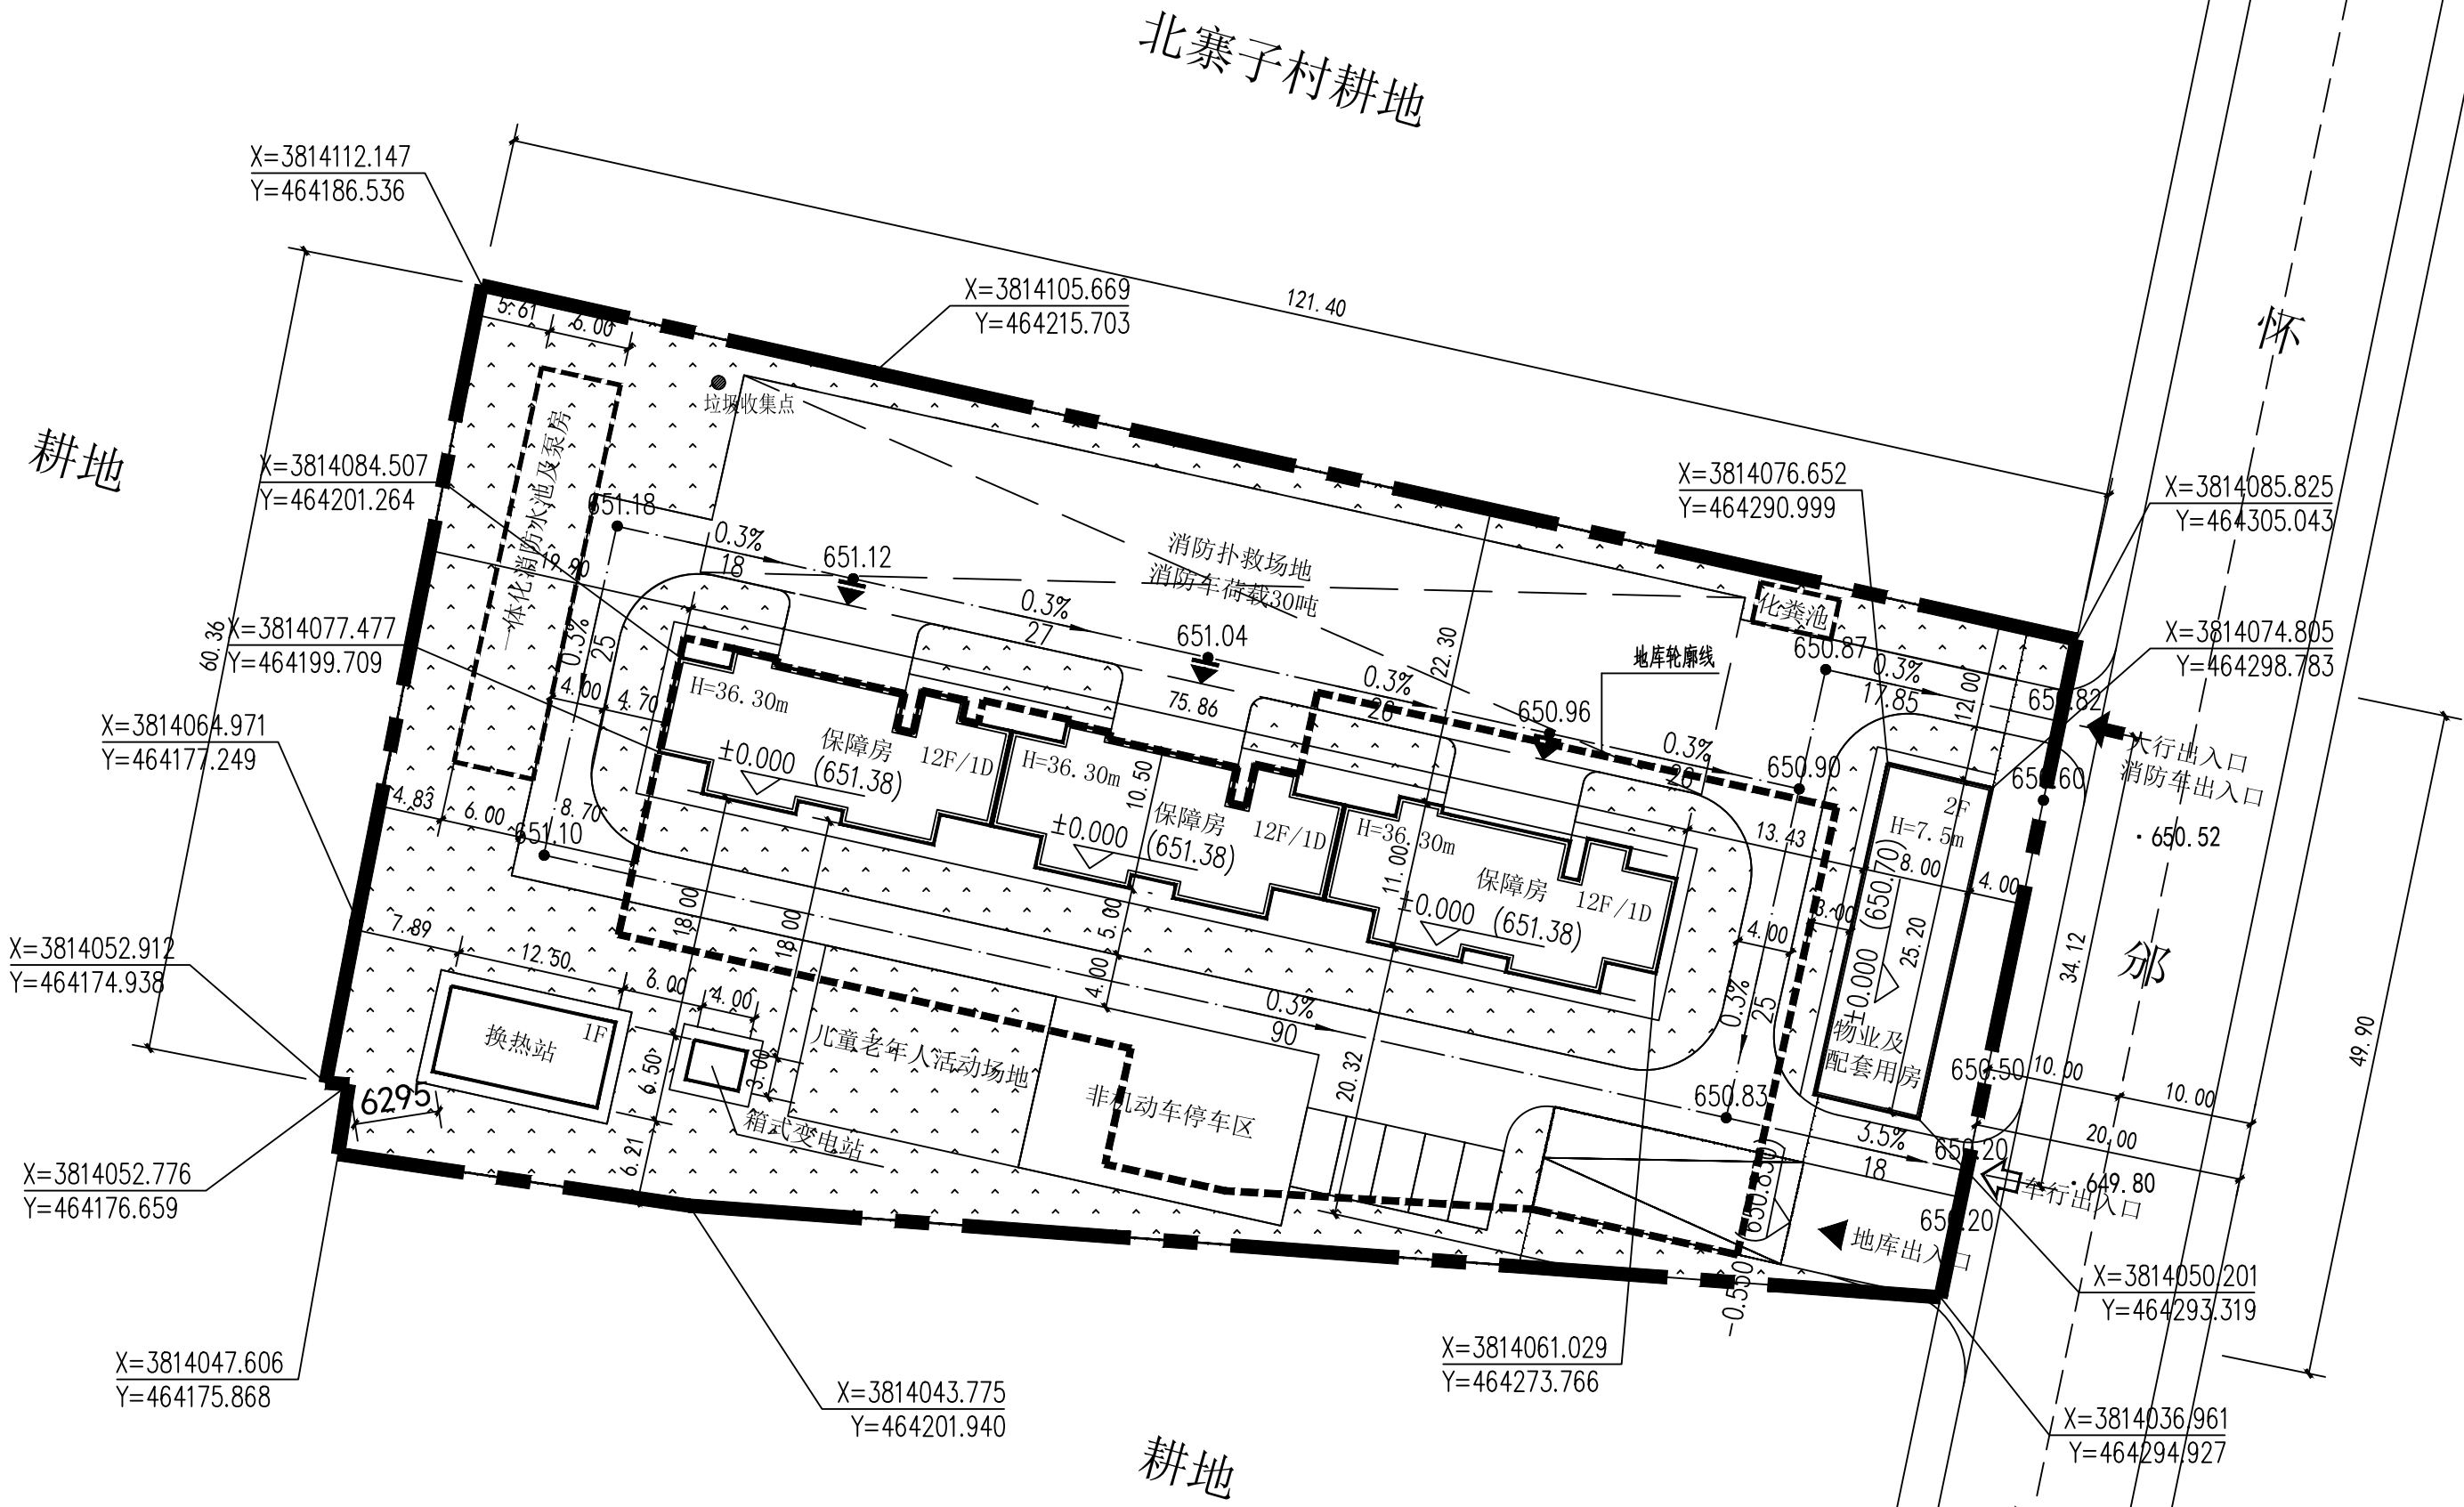 北寨子村耕地
X=3814112.147
Y=464186.536
X=3814105.669
Y=464215.703
121.40
怀
5.61
6.00
垃圾收集点
耕地
一体化消防水池及泵房
X=3814084.507
Y=464201.264
X=3814076.652
Y=464290.999
X=3814085.825
Y=464305.043
651.18
0.3%
18
651.12
消防扑救场地
消防车荷载30吨
19.90
0.3%
27
651.04
22.30
化粪池
X=3814074.805
Y=464298.783
60.36
X=3814077.477
Y=464199.709
0.3%
25
地库轮廓线
650.87
0.3%
17.85
12.00
650.82
4.00
4.70
H=36.30m
75.86
0.3%
26
650.96
0.3%
26
650.90
人行出入口
消防车出入口
650.60
X=3814064.971
Y=464177.249
±0.000
保障房
(651.38)
12F/1D
H=36.30m
10.50
±0.000
保障房
(651.38)
12F/1D
H=36.30m
11.00
±0.000
保障房
(651.38)
12F/1D
13.43
2F
H=7.5m
8.00
4.00
650.52
4.83
6.00
8.70
651.10
3.00
4.00
±0.000 (650.70)
25.20
34.12
邠
7.89
12.50
6.00
4.00
18.00
18.00
5.00
4.00
0.3%
90
0.3%
25
物业及
配套用房
X=3814052.912
Y=464174.938
换热站
1F
6.50
3.00
儿童老年人活动场地
非机动车停车区
20.32
650.83
650.50
10.00
10.00
20.00
49.90
6295
箱式变电站
6.21
3.5%
18
650.20
649.80
车行出入口
650.20
地库出入口
-0.550
X=3814052.776
Y=464176.659
X=3814050.201
Y=464293.319
X=3814047.606
Y=464175.868
X=3814043.775
Y=464201.940
X=3814061.029
Y=464273.766
X=3814036.961
Y=464294.927
耕地